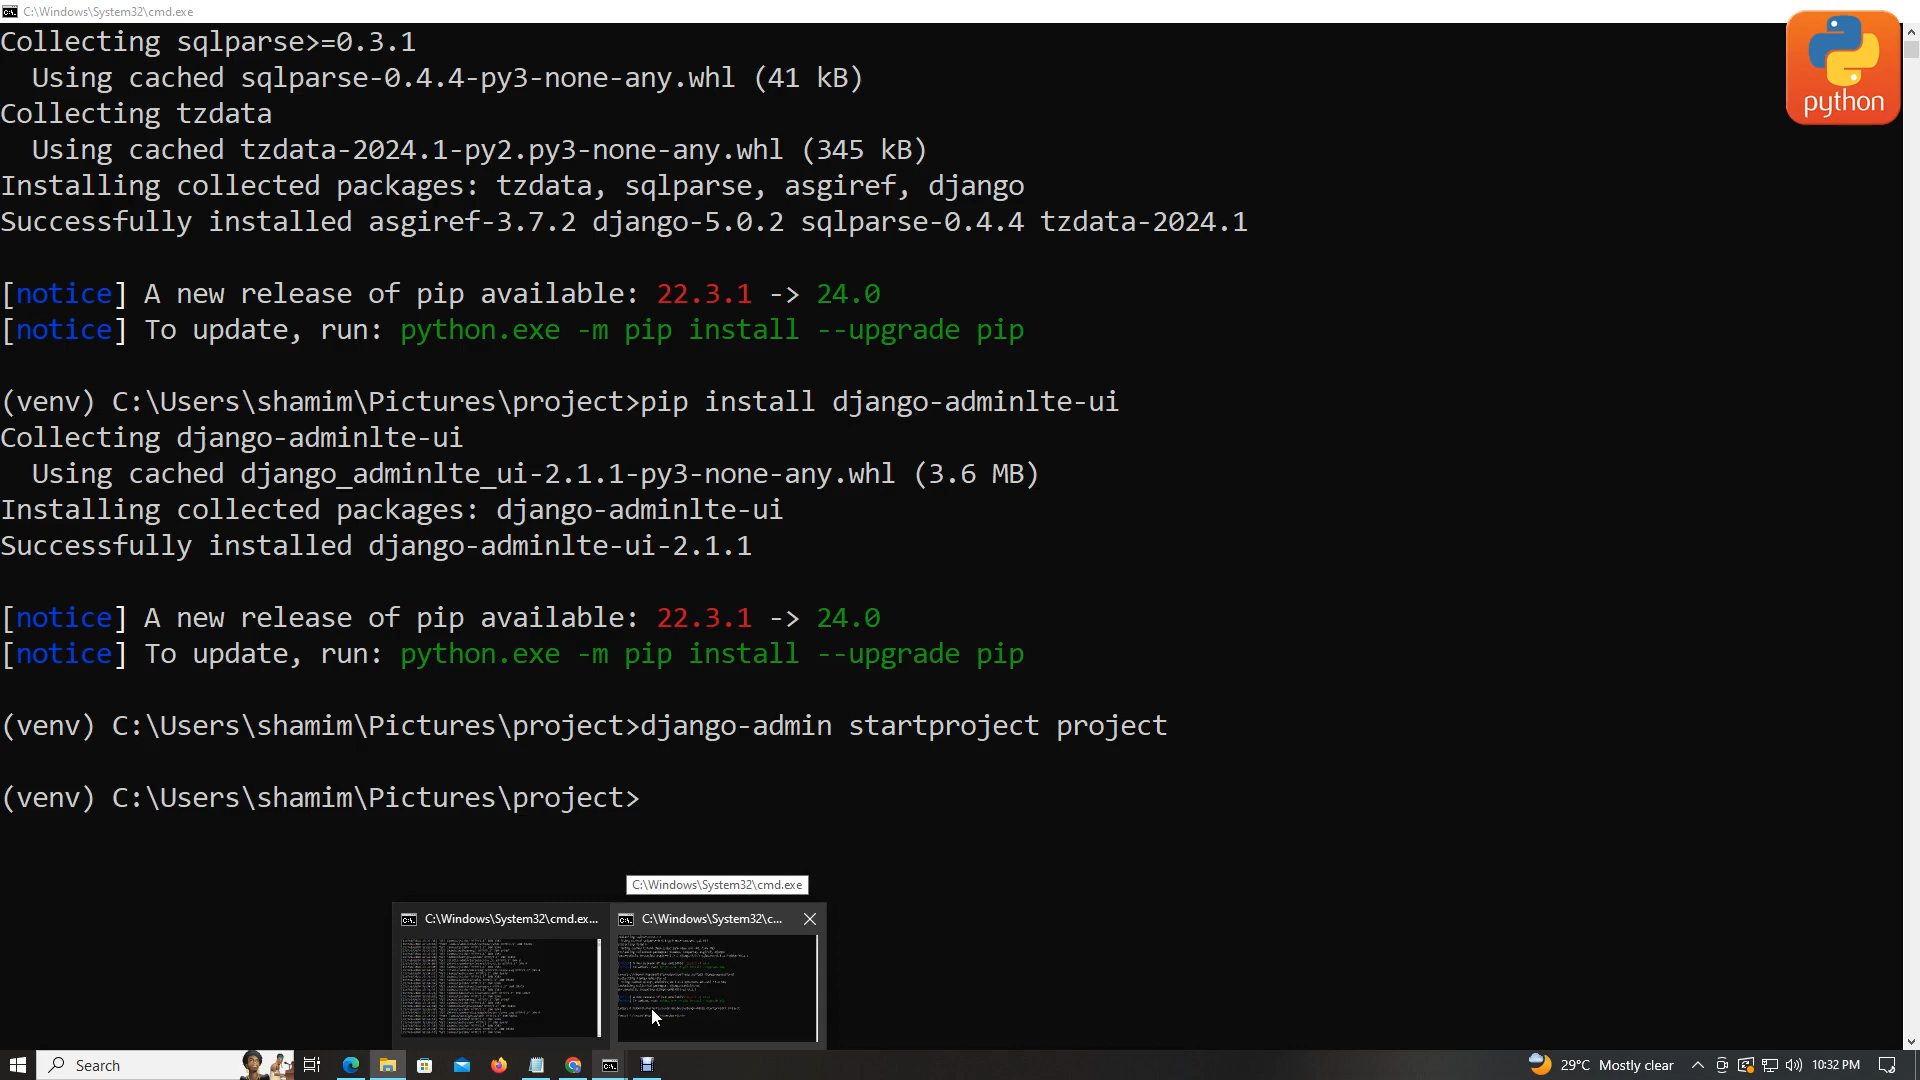 C:\Windows\System32\cmd.exe
Collecting sqlparse>=0.3.1
  Using cached sqlparse-0.4.4-py3-none-any.whl (41 kB)
Collecting tzdata
  Using cached tzdata-2024.1-py2.py3-none-any.whl (345 kB)
Installing collected packages: tzdata, sqlparse, asgiref, django
Successfully installed asgiref-3.7.2 django-5.0.2 sqlparse-0.4.4 tzdata-2024.1
[notice] A new release of pip available: 22.3.1 -> 24.0
[notice] To update, run: python.exe -m pip install --upgrade pip
(venv) C:\Users\shamim\Pictures\project>pip install django-adminlte-ui
Collecting django-adminlte-ui
  Using cached django_adminlte_ui-2.1.1-py3-none-any.whl (3.6 MB)
Installing collected packages: django-adminlte-ui
Successfully installed django-adminlte-ui-2.1.1
[notice] A new release of pip available: 22.3.1 -> 24.0
[notice] To update, run: python.exe -m pip install --upgrade pip
(venv) C:\Users\shamim\Pictures\project>django-admin startproject project
(venv) C:\Users\shamim\Pictures\project>
python
C:\Windows\System32\cmd.exe
C:\Windows\System32\cmd.ex...
C:\Windows\System32\c...
Search
29°C Mostly clear
10:32 PM